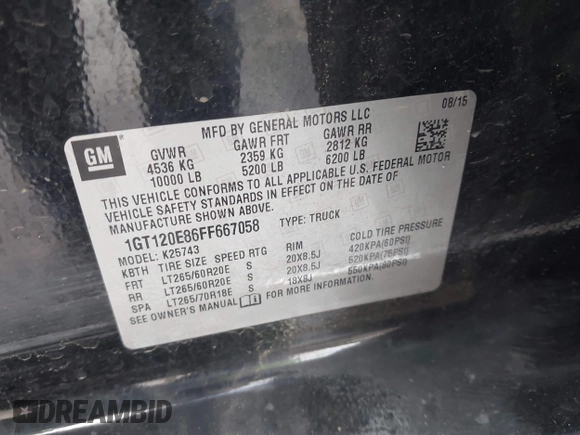 08/15
GM
MFD BY GENERAL MOTORS LLC
GVWR GAWR FRT GAWR RR
4536 KG 2359 KG 2812 KG
10000 LB 5200 LB 6200 LB
THIS VEHICLE CONFORMS TO ALL APPLICABLE U.S. FEDERAL MOTOR
VEHICLE SAFETY STANDARDS IN EFFECT ON THE DATE OF
MANUFACTURE SHOWN ABOVE.
1GT120E86FF667058 TYPE: TRUCK
MODEL: K25743
KBTH TIRE SIZE SPEED RTG RIM COLD TIRE PRESSURE
FRT LT265/60R20E S 20X8.5J 420KPA(60PSI)
RR LT265/60R20E S 20X8.5J 520KPA(75PSI)
SPA LT265/70R18E S 18X8J 550KPA(80PSI)
SEE OWNER'S MANUAL FOR MORE INFORMATION.
DREAMBID